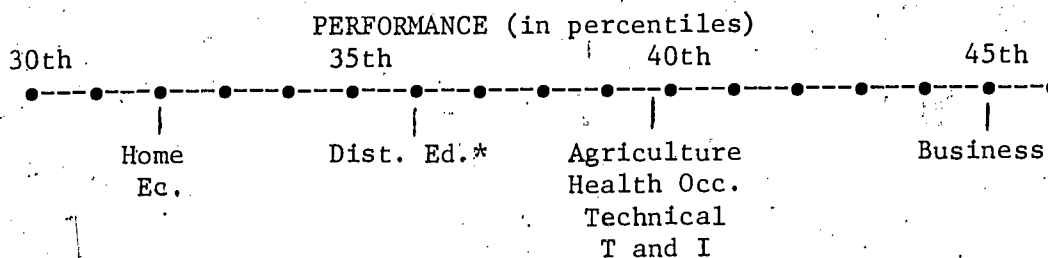 PERFORMANCE (in percentiles)
30th 35th 40th 45th
Home Dist. Ed.* Agriculture Business
Ec. Health Occ.
Technical
T and I